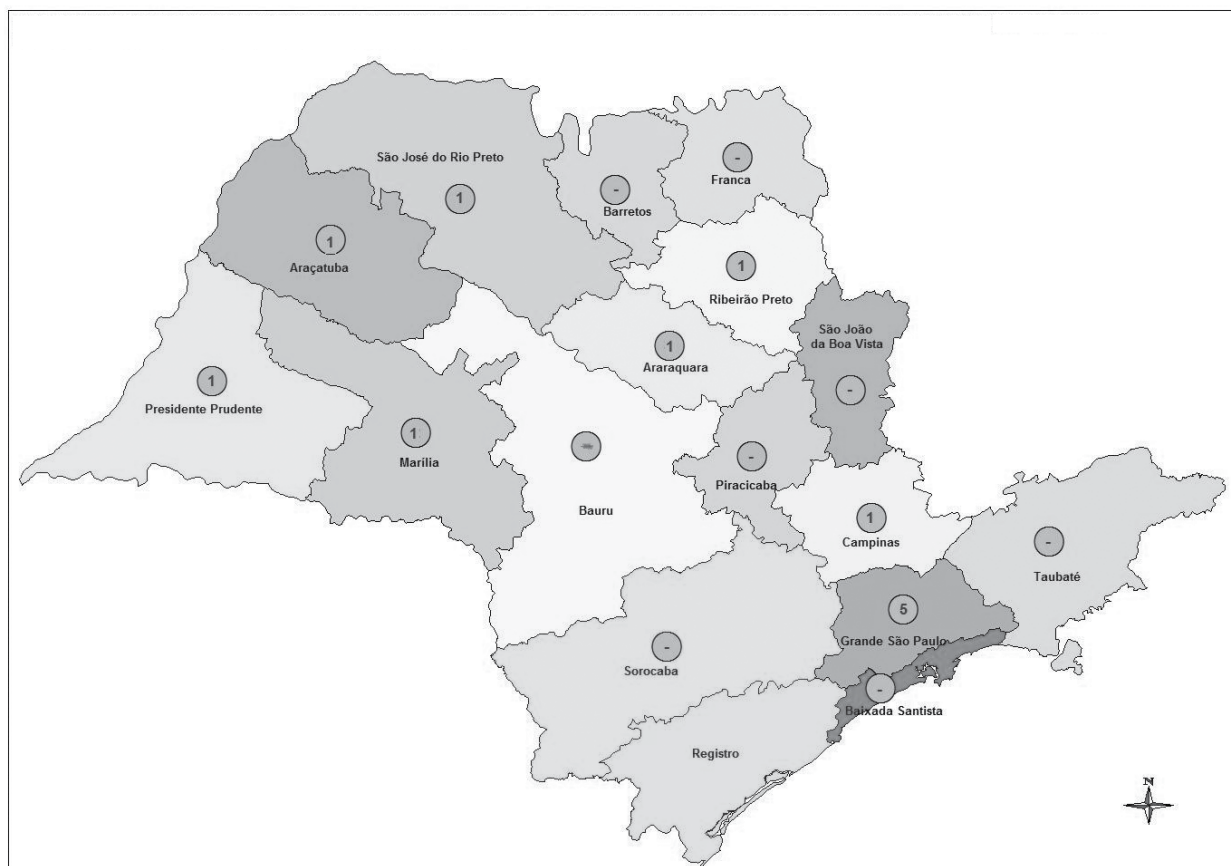 São José do Rio Preto
1
-
Franca
-
Barretos
1
Araçatuba
1
Ribeirão Preto
São João
da Boa Vista
-
1
Araraquara
1
Presidente Prudente
1
Marília
Bauru
-
Piracicaba
1
Campinas
-
Taubaté
5
Grande São Paulo
-
Sorocaba
-
Baixada Santista
Registro
N